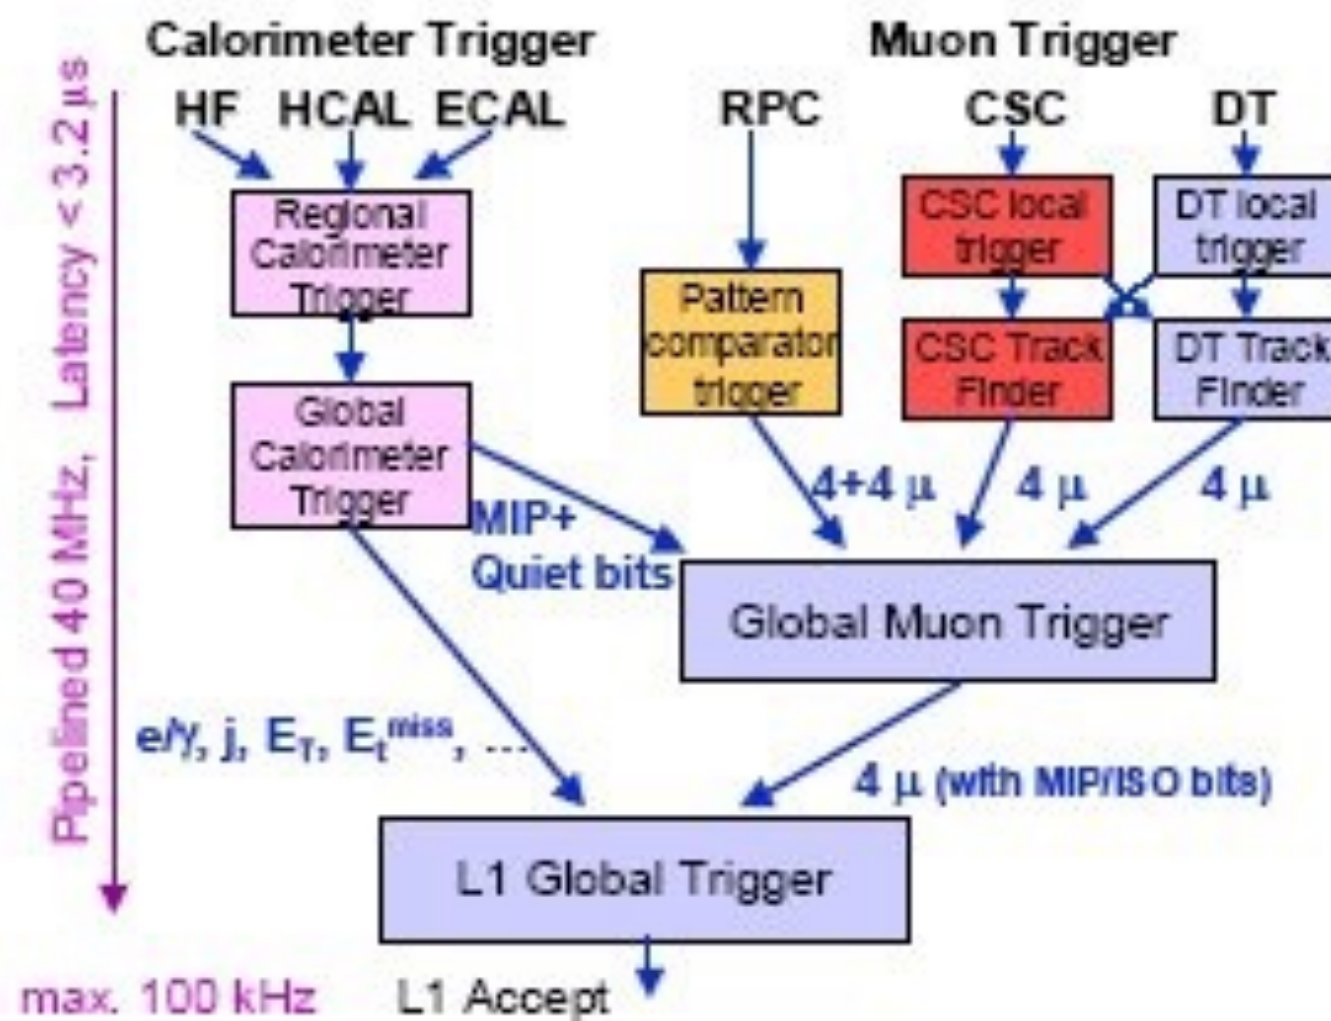 Calorimeter Trigger
Muon Trigger
HF HCAL ECAL
RPC
CSC
DT
Regional
Calorimeter
Trigger
CSC local
trigger
DT local
trigger
Pattern
comparator
trigger
CSC Track
Finder
DT Track
Finder
Global
Calorimeter
Trigger
4+4 μ
4 μ
4 μ
MIP+
Quiet bits
Global Muon Trigger
e/γ, j, E_T, E_t^miss, ...
4 μ (with MIP/ISO bits)
L1 Global Trigger
max. 100 kHz
L1 Accept
Pipelined 40 MHz, Latency < 3.2 μs